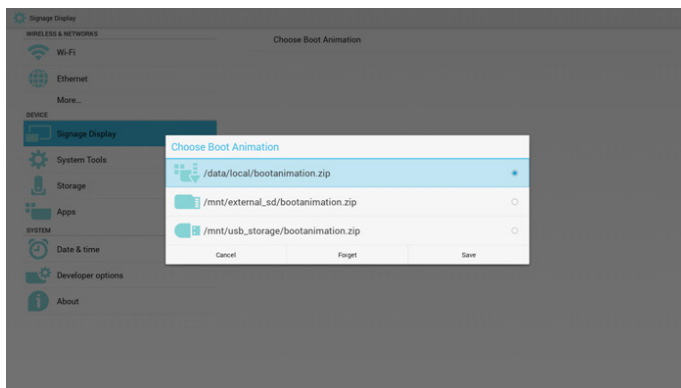 Signage Display
WIRELESS & NETWORKS
Choose Boot Animation
Wi-Fi
Ethernet
More...
DEVICE
Signage Display
System Tools
Storage
Apps
SYSTEM
Date & time
Developer options
About
Choose Boot Animation
/data/local/bootanimation.zip
/mnt/external_sd/bootanimation.zip
/mnt/usb_storage/bootanimation.zip
Cancel Forget Save